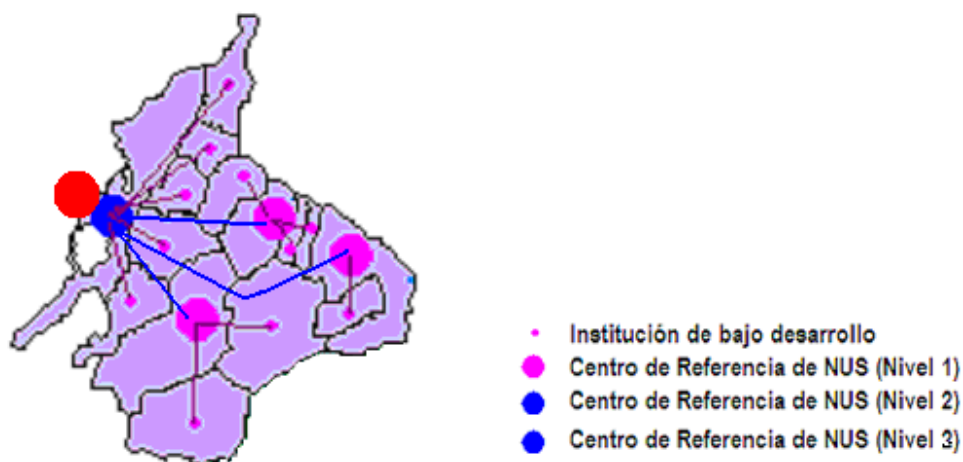 Institución de bajo desarrollo
Centro de Referencia de NUS (Nivel 1)
Centro de Referencia de NUS (Nivel 2)
Centro de Referencia de NUS (Nivel 3)